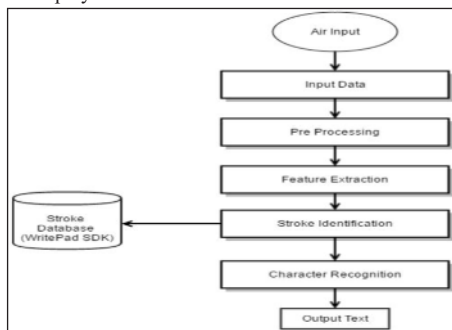 Air Input
Input Data
Pre Processing
Feature Extraction
Stroke
Database
(WritePad SDK)
Stroke Identification
Character Recognition
Output Text